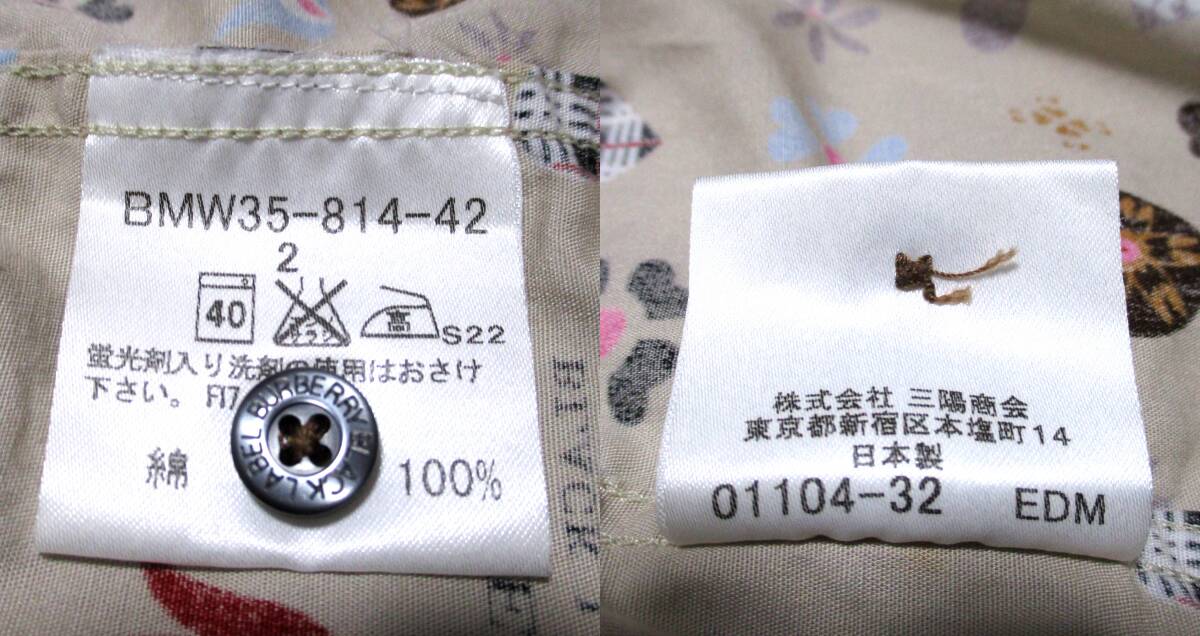 BMW35-814-42
2
40
高
S22
蛍光剤入り洗剤の使用はおさけ
下さい。 FI7
BURBERRY BLACK LABEL
綿 100%
株式会社 三陽商会
東京都新宿区本塩町14
日本製
01104-32 EDM